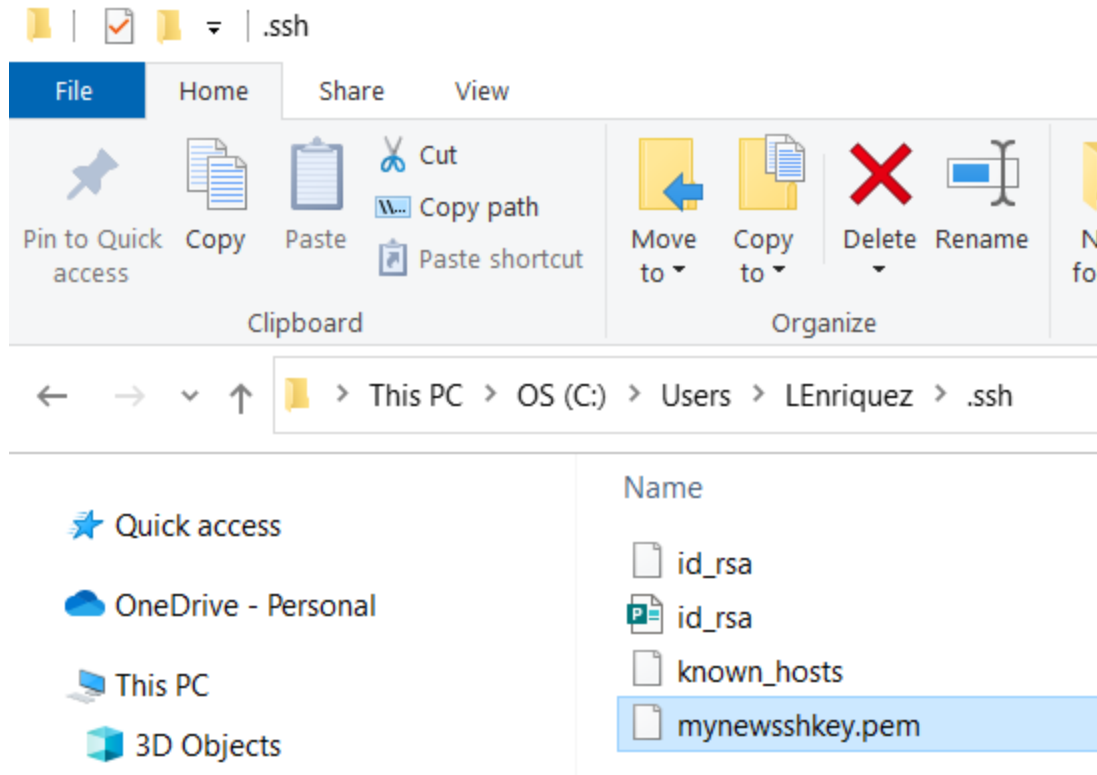 .ssh
File Home Share View
Pin to Quick access
Copy
Paste
Cut
Copy path
Paste shortcut
Clipboard
Move to
Copy to
Delete
Rename
Organize
This PC > OS (C:) > Users > LEnriquez > .ssh
Quick access
OneDrive - Personal
This PC
3D Objects
Name
id_rsa
id_rsa
known_hosts
mynewsshkey.pem